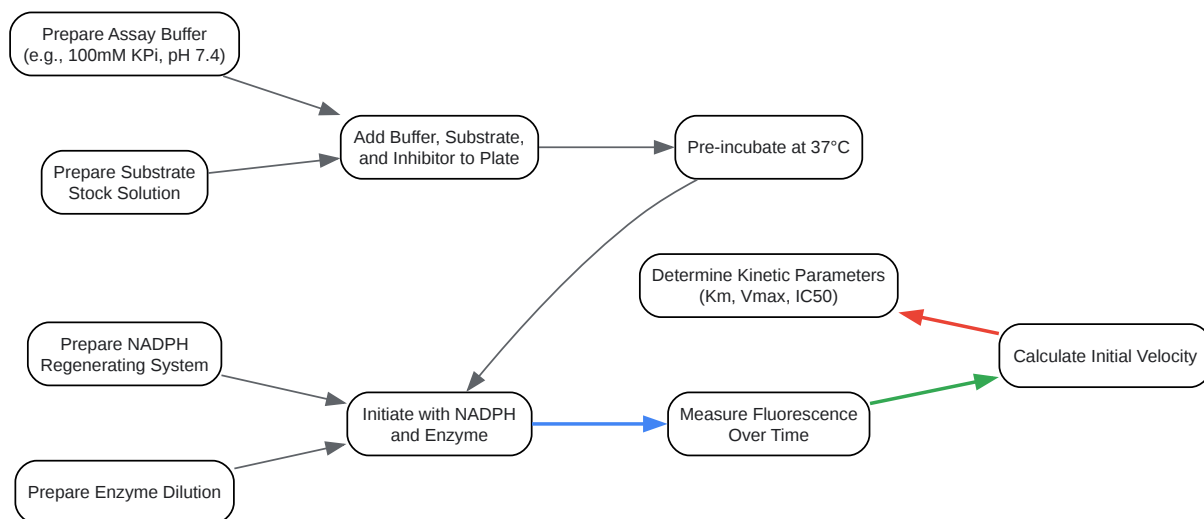 Prepare Assay Buffer
(e.g., 100mM KPi, pH 7.4)
Prepare Substrate
Stock Solution
Add Buffer, Substrate,
and Inhibitor to Plate
Pre-incubate at 37°C
Prepare NADPH
Regenerating System
Prepare Enzyme Dilution
Initiate with NADPH
and Enzyme
Measure Fluorescence
Over Time
Calculate Initial Velocity
Determine Kinetic Parameters
(Km, Vmax, IC50)